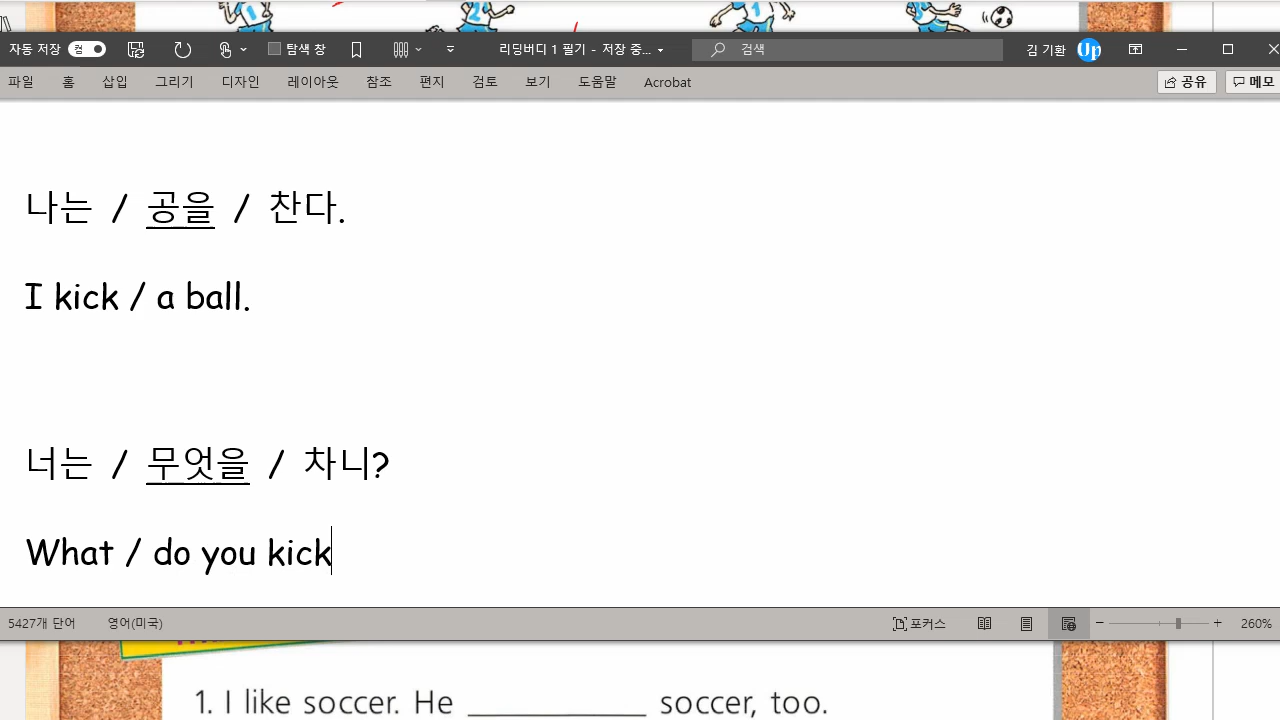 자동 저장 컴 탐색 창 리딩버디 1 필기 - 저장 중... 검색 김 기환 Up
파일 홈 삽입 그리기 디자인 레이아웃 참조 편지 검토 보기 도움말 Acrobat 공유 메모
나는 / 공을 / 찬다.
I kick / a ball.
너는 / 무엇을 / 차니?
What / do you kick
5427개 단어 영어(미국) 포커스 - + 260%
1. I like soccer. He __________ soccer, too.